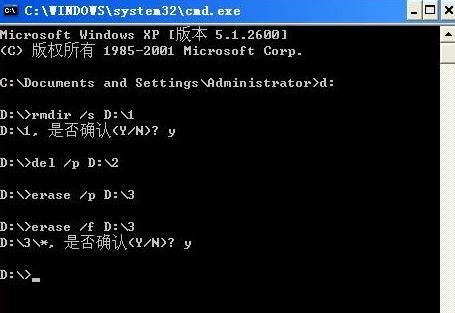 C:\WINDOWS\system32\cmd.exe
Microsoft Windows XP [版本 5.1.2600]
(C) 版权所有 1985-2001 Microsoft Corp.
C:\Documents and Settings\Administrator>d:
D:\>rmdir /s D:\1
D:\1, 是否确认(Y/N)? y
D:\>del /p D:\2
D:\>erase /p D:\3
D:\>erase /f D:\3
D:\3\*, 是否确认(Y/N)? y
D:\>_